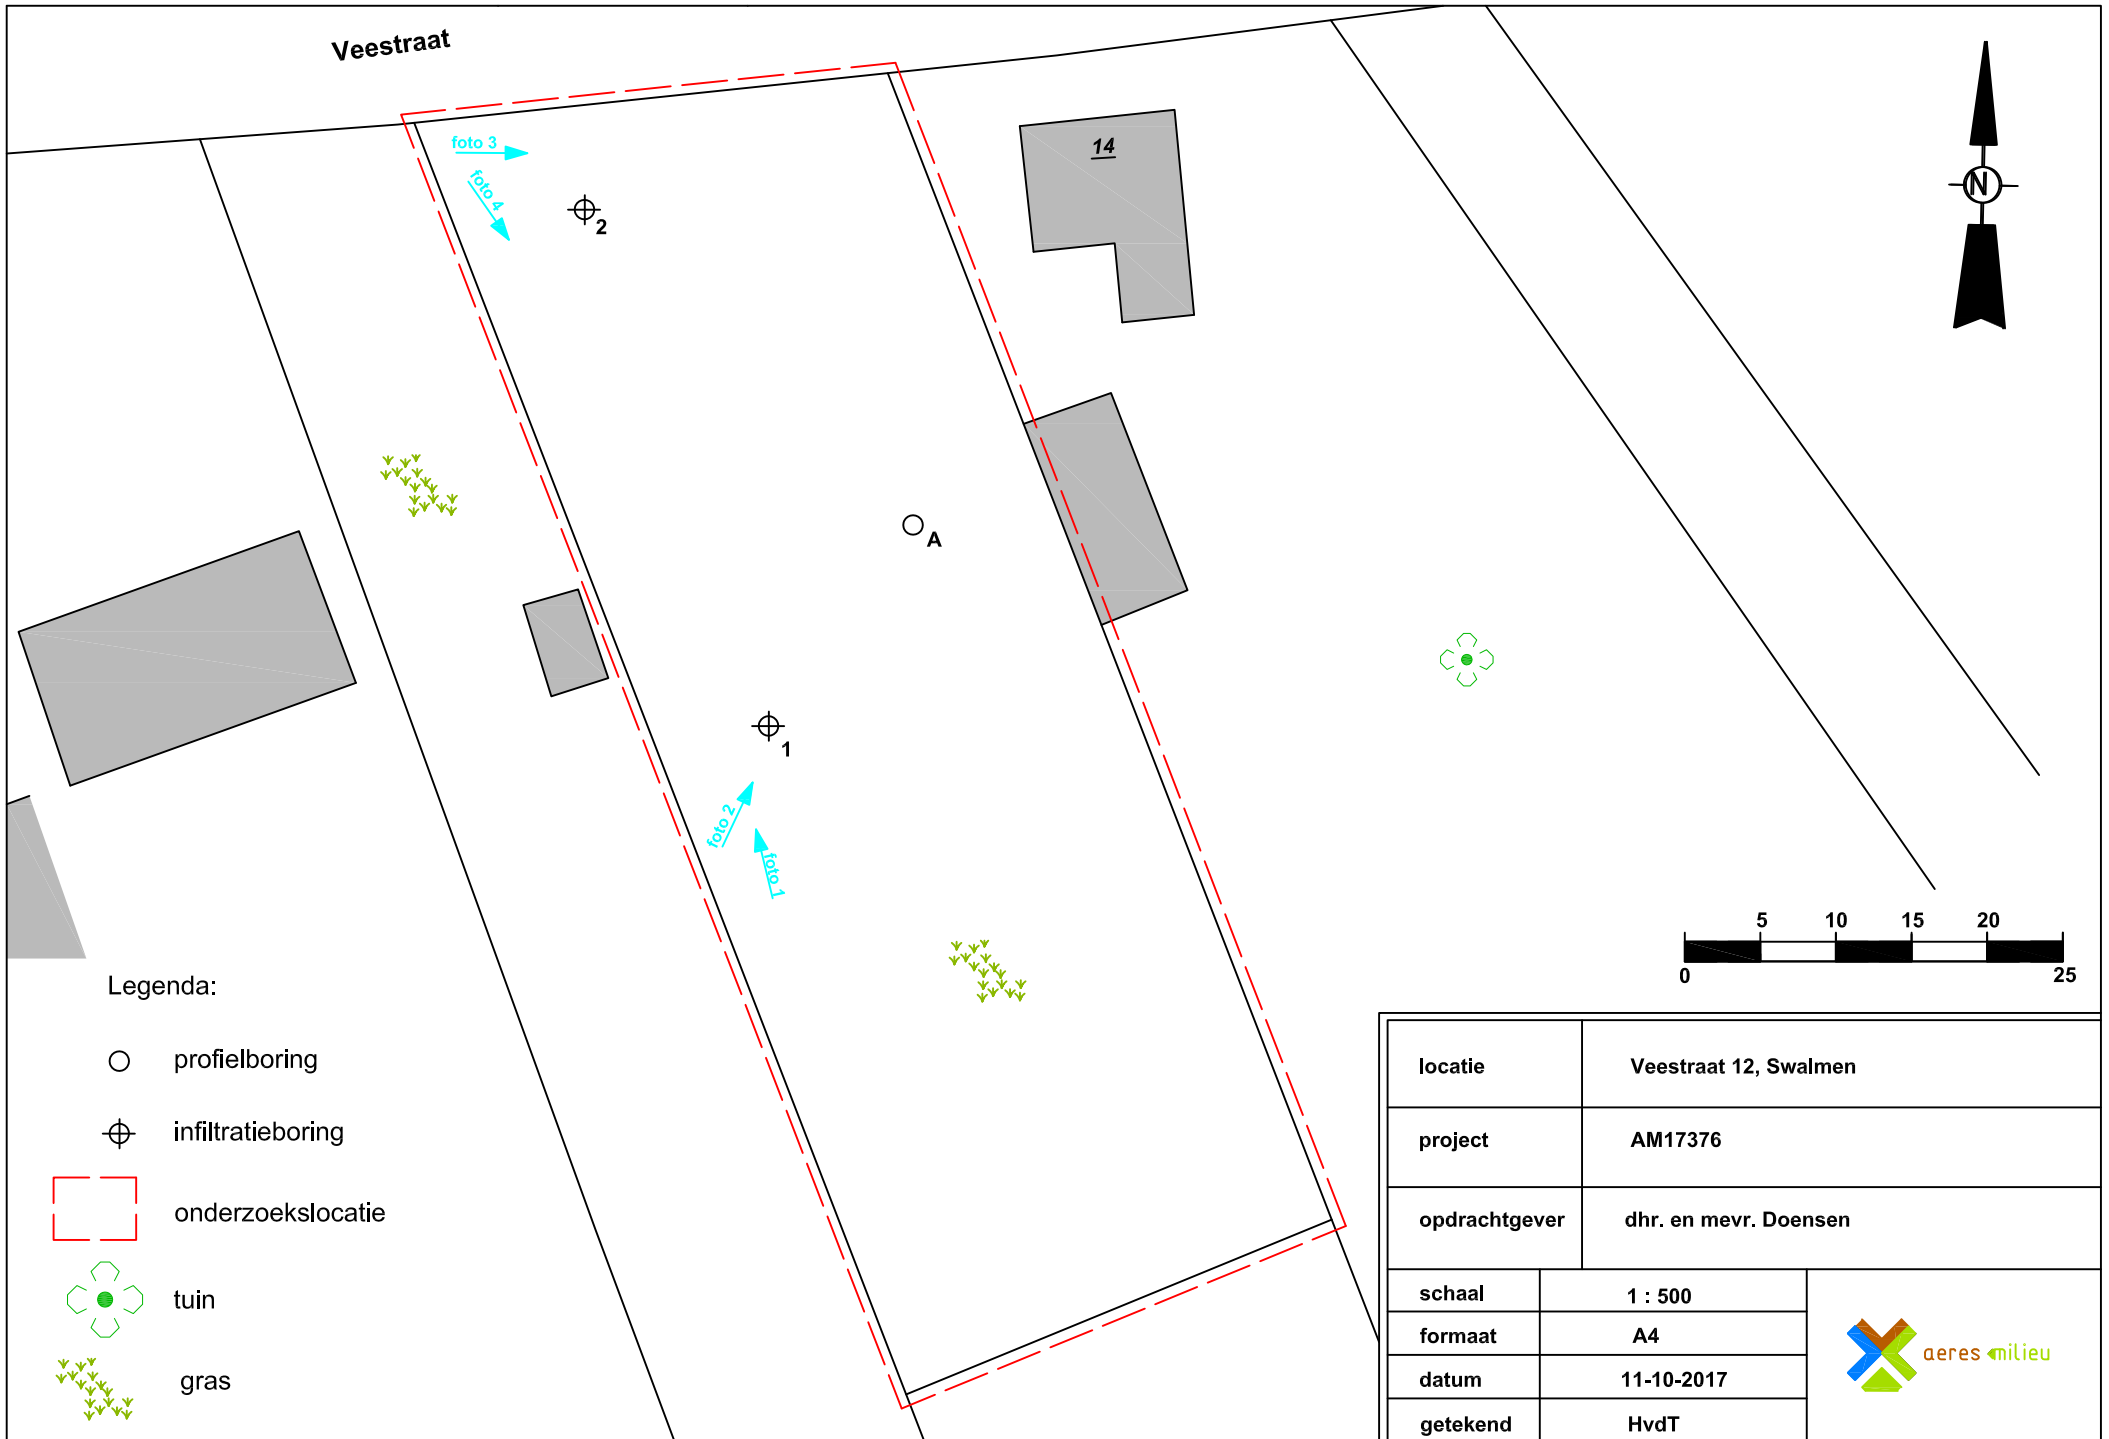 Veestraat
foto 3
foto 4
2
14
N
A
1
foto 2
foto 1
5 10 15 20
0 25
Legenda:
profielboring
infiltratieboring
onderzoekslocatie
tuin
gras
locatie Veestraat 12, Swalmen
project AM17376
opdrachtgever dhr. en mevr. Doensen
schaal 1 : 500
formaat A4
datum 11-10-2017
getekend HvdT
aeres milieu